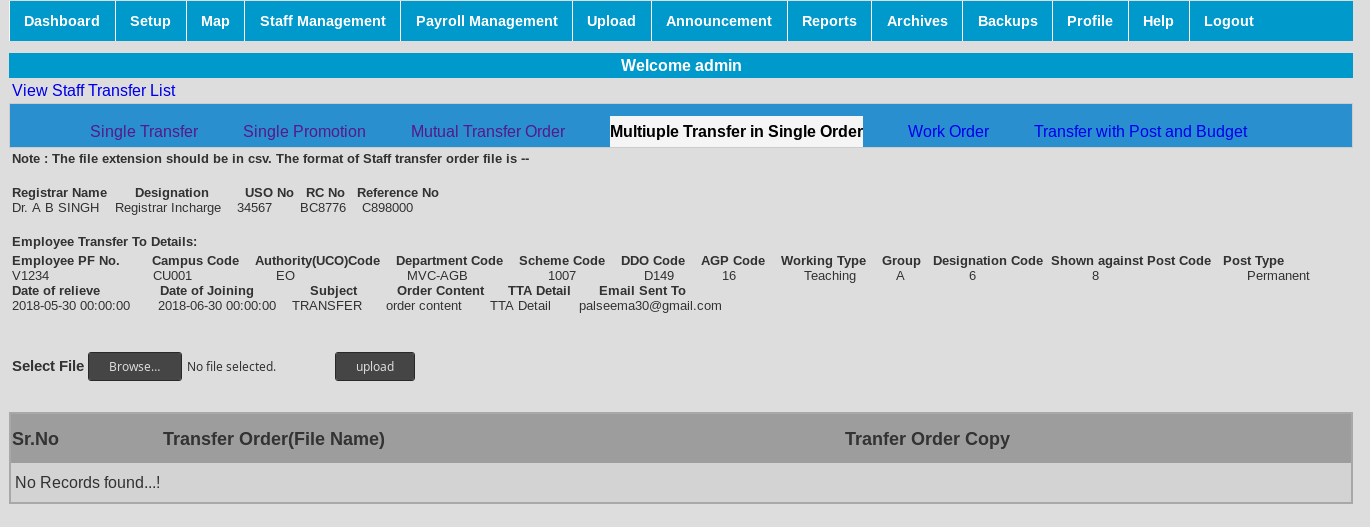 Dashboard Setup Map Staff Management Payroll Management Upload Announcement Reports Archives Backups Profile Help Logout
Welcome admin
View Staff Transfer List
Single Transfer Single Promotion Mutual Transfer Order Multiuple Transfer in Single Order Work Order Transfer with Post and Budget
Note : The file extension should be in csv. The format of Staff transfer order file is --
Registrar Name Designation USO No RC No Reference No
Dr. A B SINGH Registrar Incharge 34567 BC8776 C898000
Employee Transfer To Details:
Employee PF No. Campus Code Authority(UCO)Code Department Code Scheme Code DDO Code AGP Code Working Type Group Designation Code Shown against Post Code Post Type
V1234 CU001 EO MVC-AGB 1007 D149 16 Teaching A 6 8 Permanent
Date of relieve Date of Joining Subject Order Content TTA Detail Email Sent To
2018-05-30 00:00:00 2018-06-30 00:00:00 TRANSFER order content TTA Detail palseema30@gmail.com
Select File Browse... No file selected. upload
Sr.No Transfer Order(File Name) Tranfer Order Copy
No Records found...!